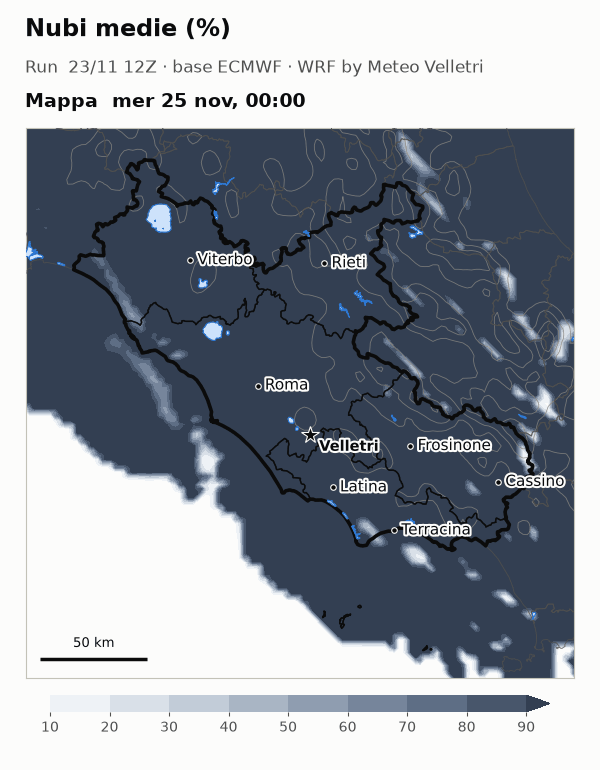 Nubi medie (%)
Run  23/11 12Z · base ECMWF · WRF by Meteo Velletri
Mappa  mer 25 nov, 00:00
Viterbo
Rieti
Roma
Velletri
Frosinone
Cassino
Latina
Terracina
50 km
10 20 30 40 50 60 70 80 90